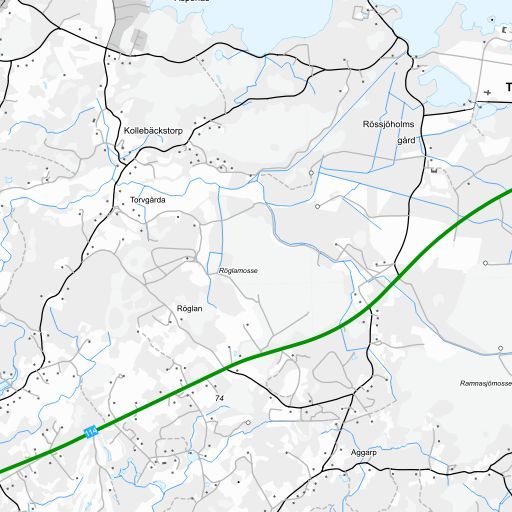 T
Rössjöholms
gård
Kollebäckstorp
Torvgårda
Röglamosse
Röglan
Ramnasjömosse
74
114
Aggarp